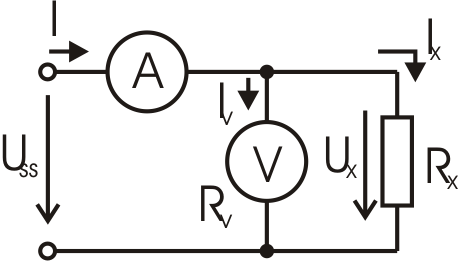 I
A
I_x
I_V
U_ss
V
U_x
R_x
R_V